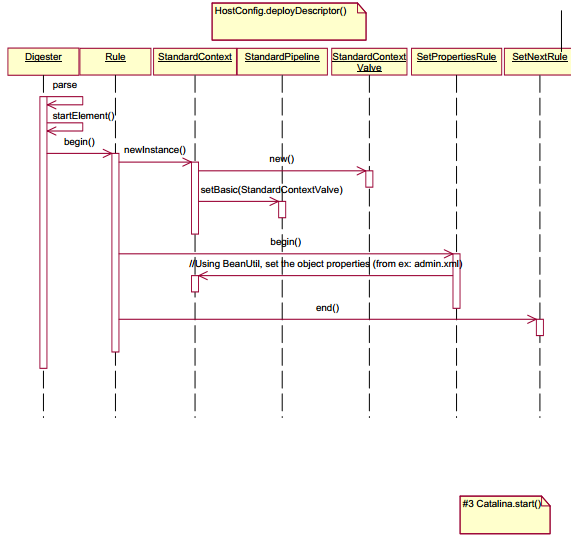 HostConfig.deployDescriptor()
Digester
Rule
StandardContext
StandardPipeline
StandardContext
Valve
SetPropertiesRule
SetNextRule
parse
startElement()
begin()
newInstance()
new()
setBasic(StandardContextValve)
begin()
//Using BeanUtil, set the object properties (from ex: admin.xml)
end()
#3 Catalina.start()